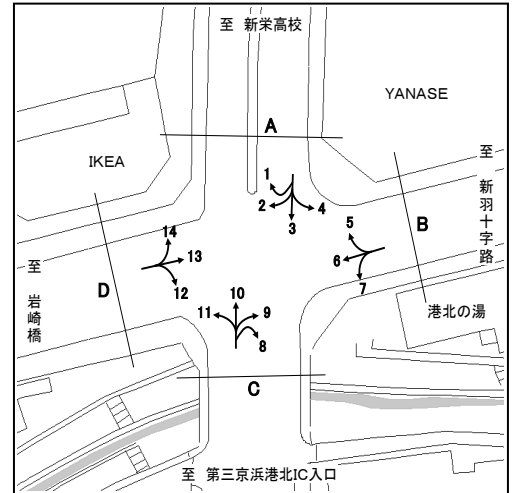 至 新栄高校
YANASE
A
IKEA
至 新羽十字路
1
2
3
4
5
6
7
B
14
13
12
D
至 岩崎橋
10
11
9
8
港北の湯
C
至 第三京浜港北IC入口